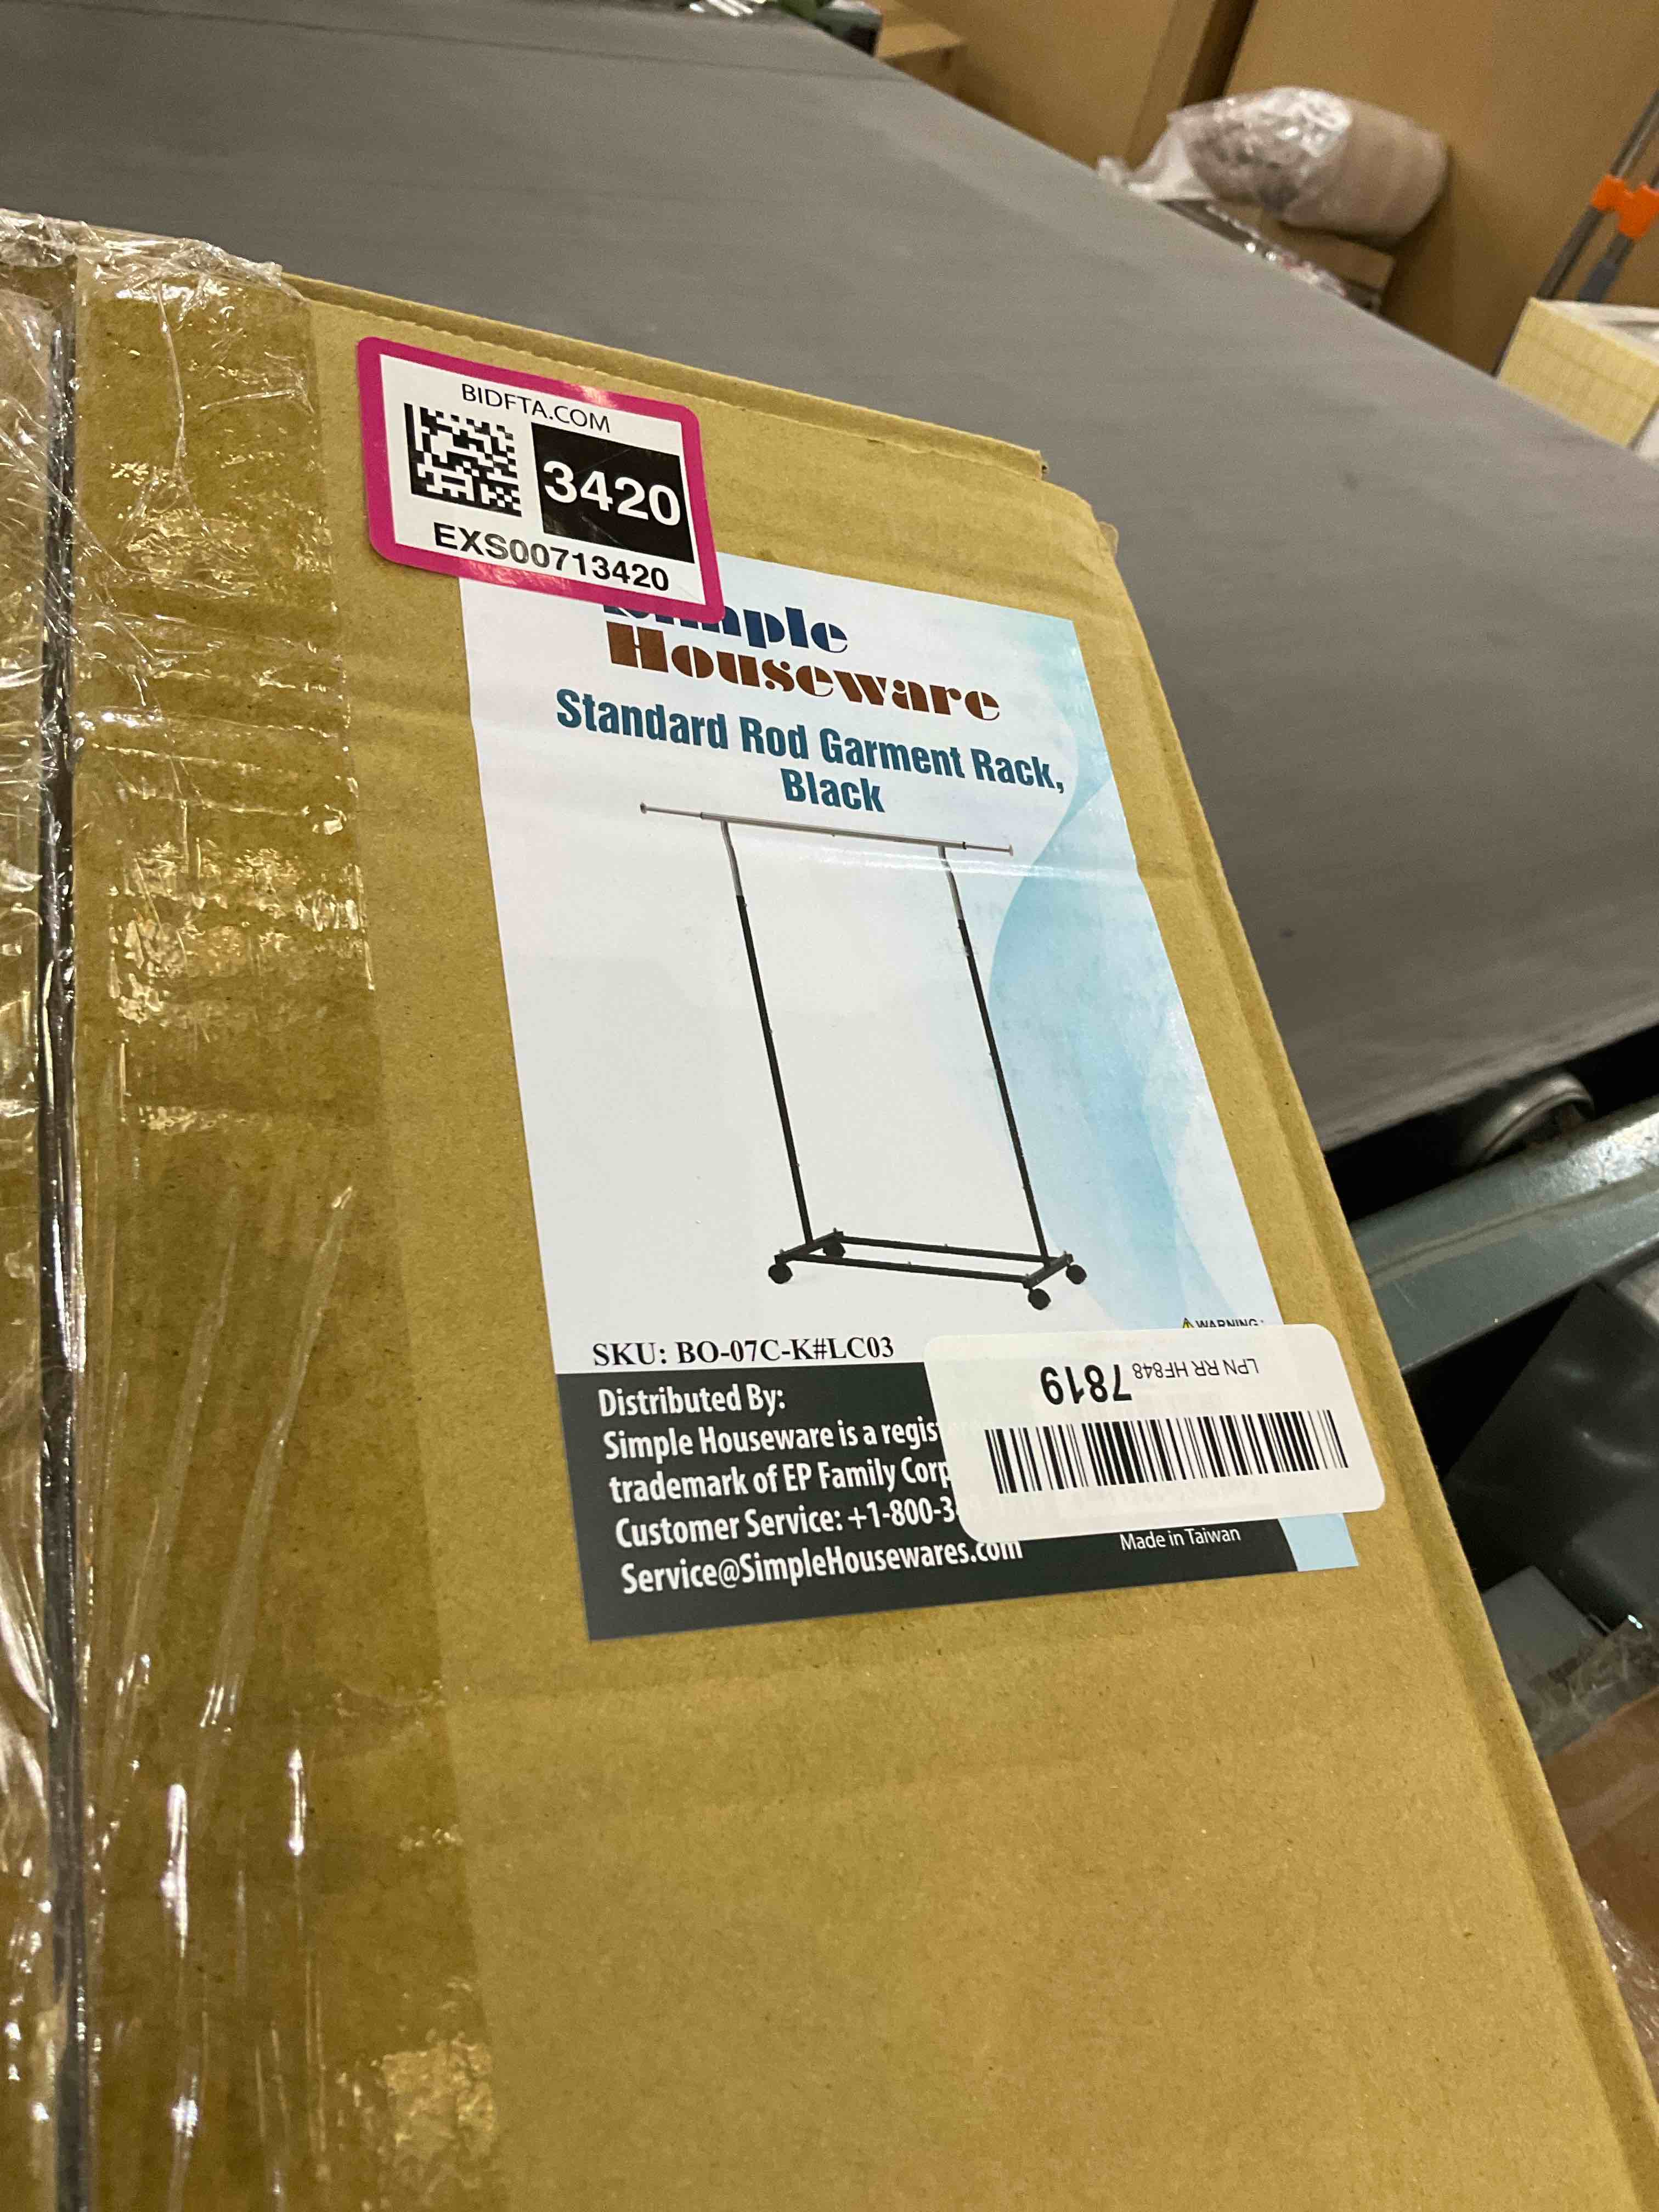 BIDFTA.COM
3420
EXS00713420
Houseware
Standard Rod Garment Rack,
Black
WARNING:
SKU: BO-07C-K#LC03
LPN RR HF848 7819
Distributed By:
Simple Houseware is a
trademark of EP Family
Customer Service: +1-800-3
Service@SimpleHousewares.com
Made in Taiwan